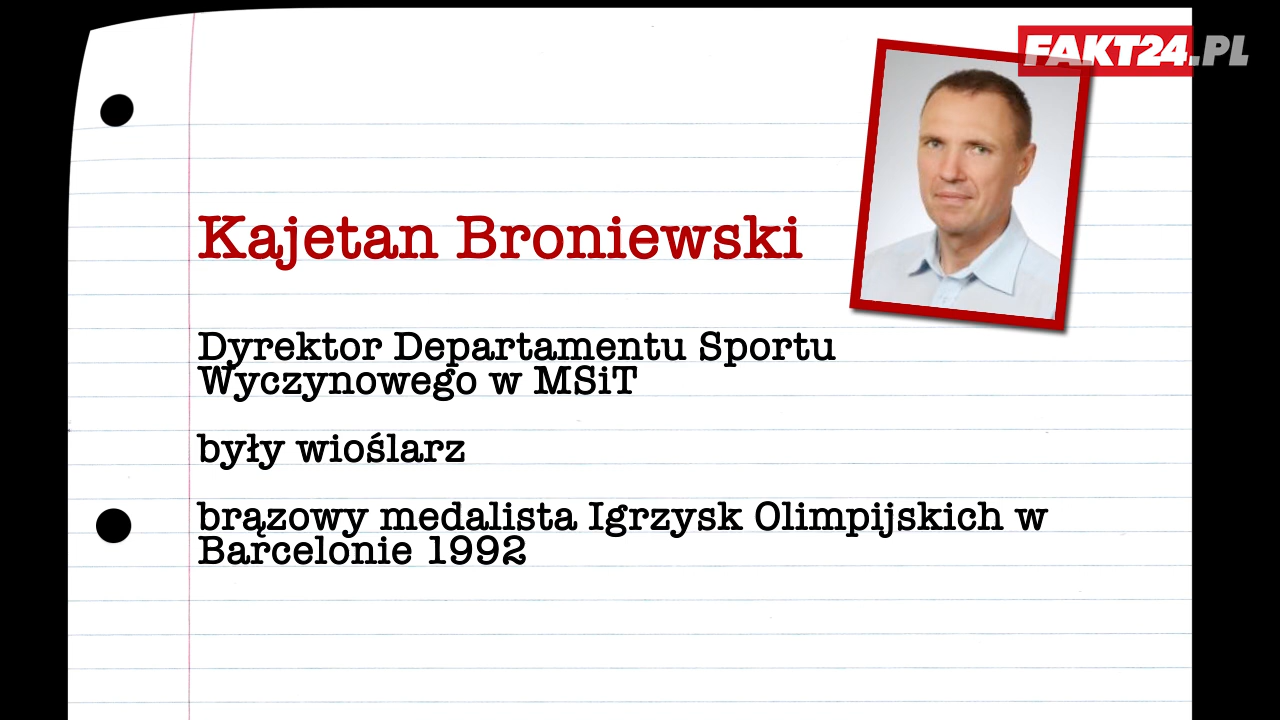 FAKT24.PL
Kajetan Broniewski
Dyrektor Departamentu Sportu
Wyczynowego w MSiT
były wioślarz
brązowy medalista Igrzysk Olimpijskich w
Barcelonie 1992